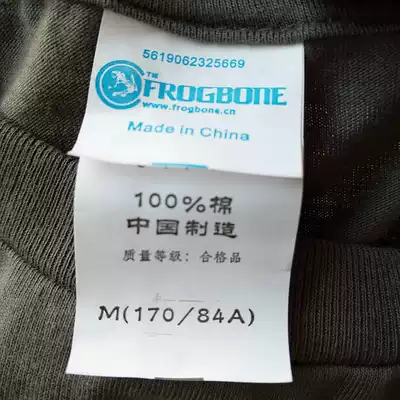 5619062325669
TM
FROGBONE
www.frogbone.cn
Made in China
100%棉
中国制造
质量等级：合格品
M(170/84A)